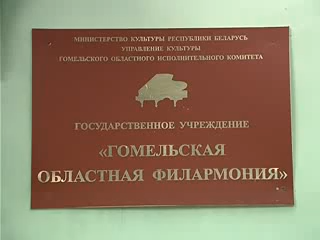 МИНИСТЕРСТВО КУЛЬТУРЫ РЕСПУБЛИКИ БЕЛАРУСЬ
УПРАВЛЕНИЕ КУЛЬТУРЫ
ГОМЕЛЬСКОГО ОБЛАСТНОГО ИСПОЛНИТЕЛЬНОГО КОМИТЕТА
ГОСУДАРСТВЕННОЕ УЧРЕЖДЕНИЕ
«ГОМЕЛЬСКАЯ
ОБЛАСТНАЯ ФИЛАРМОНИЯ»